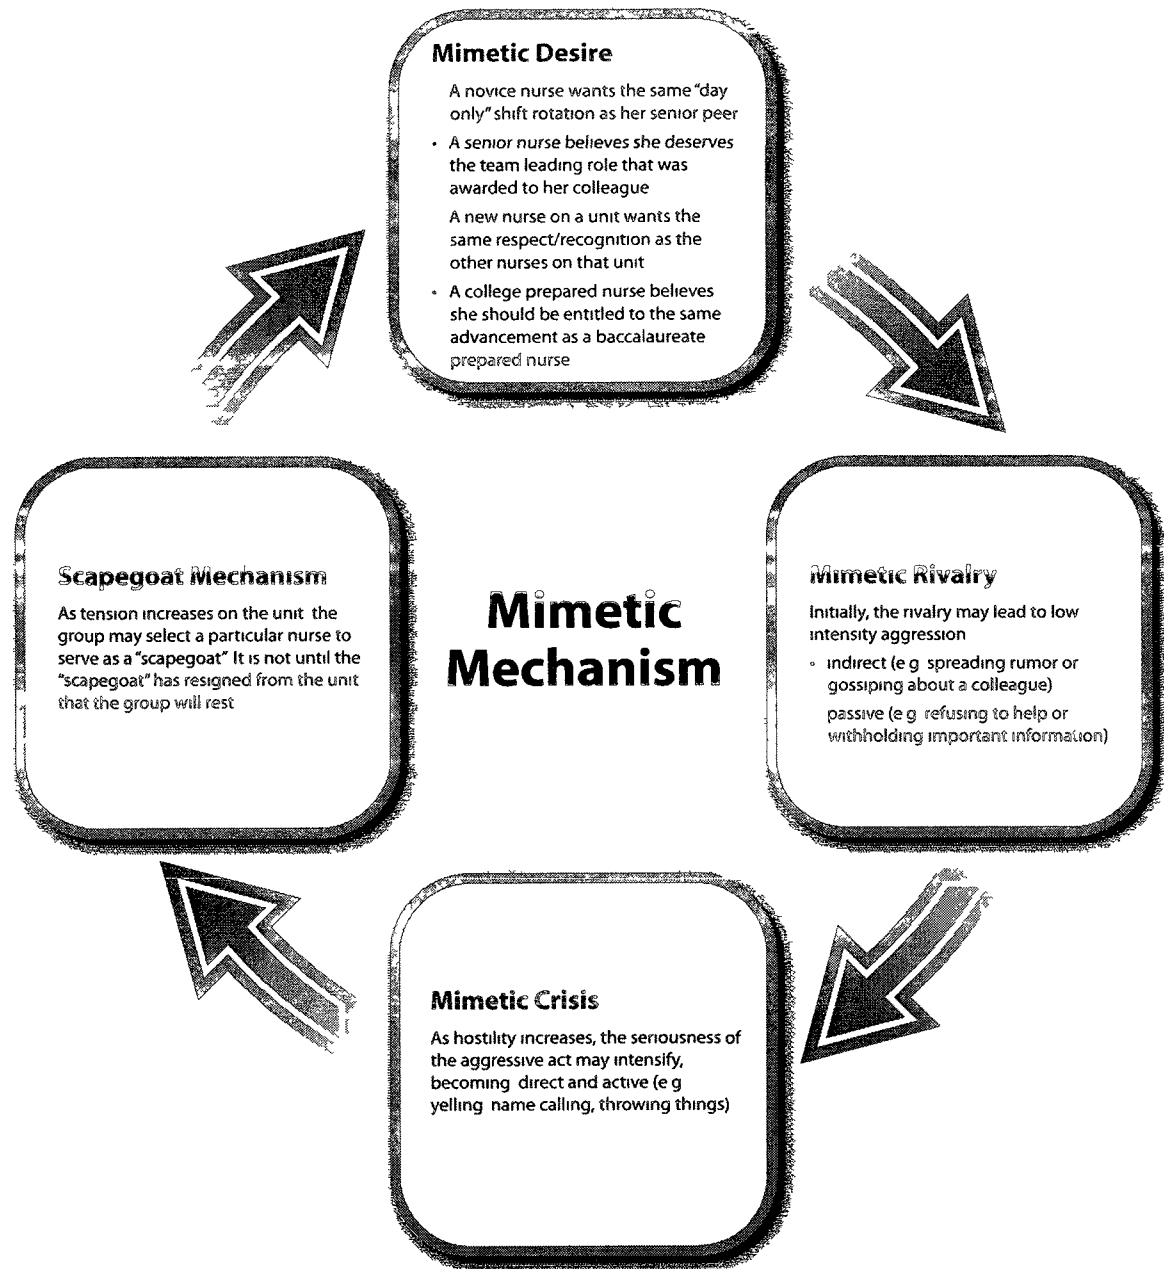 Mimetic Desire
A novice nurse wants the same "day
only" shift rotation as her senior peer
• A senior nurse believes she deserves
the team leading role that was
awarded to her colleague
A new nurse on a unit wants the
same respect/recognition as the
other nurses on that unit
• A college prepared nurse believes
she should be entitled to the same
advancement as a baccalaureate
prepared nurse
Mimetic Rivalry
Initially, the rivalry may lead to low
intensity aggression
• indirect (e g spreading rumor or
gossiping about a colleague)
passive (e g refusing to help or
withholding important information)
Mimetic Crisis
As hostility increases, the seriousness of
the aggressive act may intensify,
becoming direct and active (e g
yelling name calling, throwing things)
Scapegoat Mechanism
As tension increases on the unit the
group may select a particular nurse to
serve as a "scapegoat" It is not until the
"scapegoat" has resigned from the unit
that the group will rest
Mimetic
Mechanism